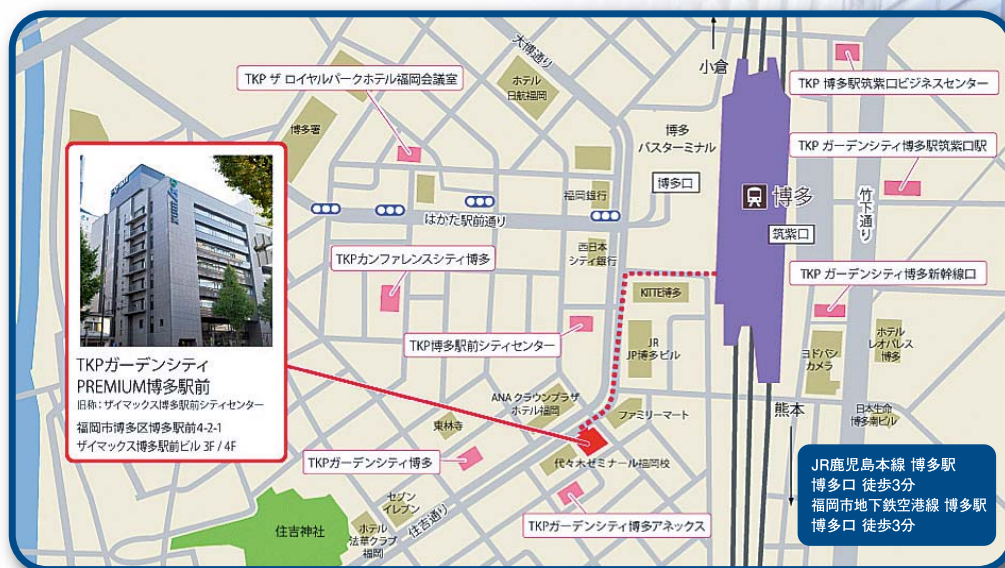 大博通り
小倉
TKP ザ ロイヤルパークホテル福岡会議室
ホテル
日航福岡
TKP 博多駅筑紫口ビジネスセンター
博多署
博多
バスターミナル
TKP ガーデンシティ博多駅筑紫口駅
福岡銀行
博多口
博多
竹下通り
はかた駅前通り
筑紫口
西日本
シティ銀行
TKPカンファレンスシティ博多
TKP ガーデンシティ博多新幹線口
KITTE博多
TKP博多駅前シティセンター
JR
JP博多ビル
ヨドバシ
カメラ
ホテル
レオパレス
博多
TKPガーデンシティ
PREMIUM博多駅前
旧称：ザイマックス博多駅前シティセンター
福岡市博多区博多駅前4-2-1
ザイマックス博多駅前ビル 3F / 4F
ANA クラウンプラザ
ホテル福岡
ファミリーマート
熊本
日本生命
博多南ビル
東林寺
TKPガーデンシティ博多
代々木ゼミナール福岡校
セブン
イレブン
住吉通り
TKPガーデンシティ博多アネックス
住吉神社
ホテル
法華クラブ
福岡
JR鹿児島本線 博多駅
博多口 徒歩3分
福岡市地下鉄空港線 博多駅
博多口 徒歩3分